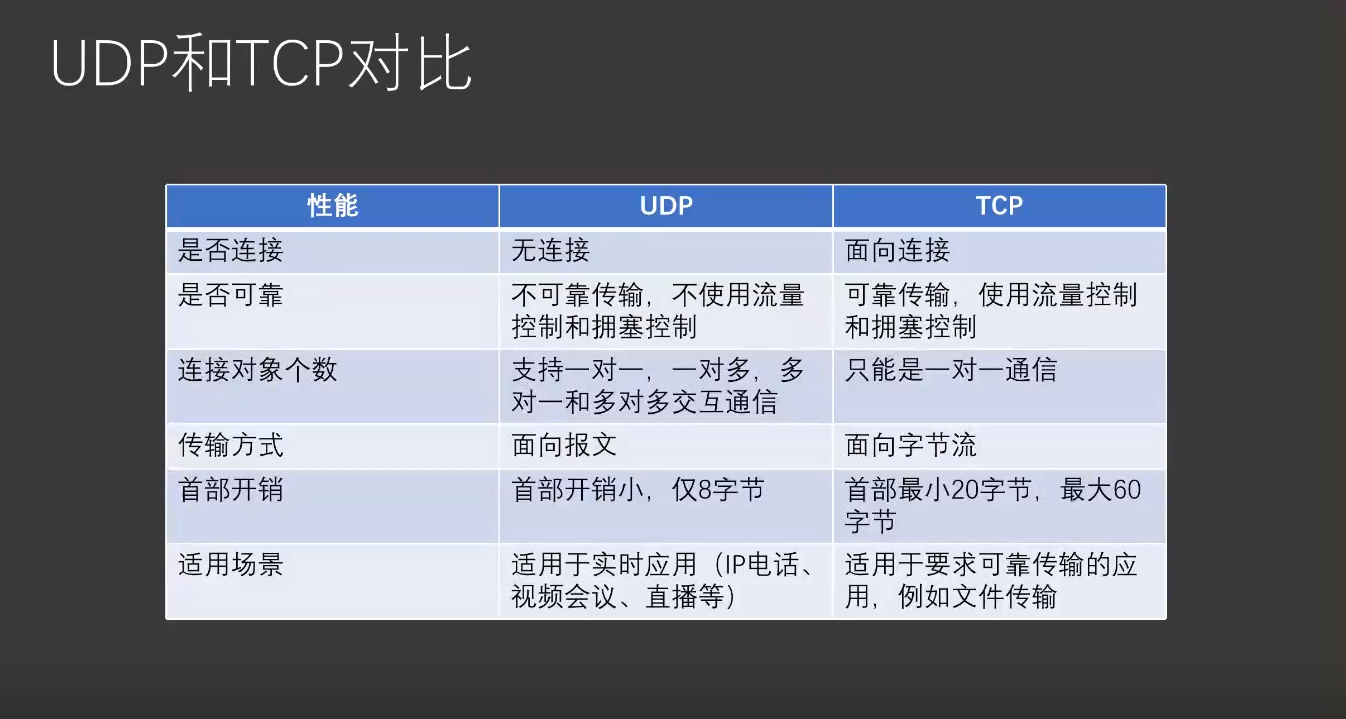 UDP和TCP对比
性能
UDP
TCP
是否连接
无连接
面向连接
是否可靠
不可靠传输，不使用流量
控制和拥塞控制
可靠传输，使用流量控制
和拥塞控制
连接对象个数
支持一对一，一对多，多
对一和多对多交互通信
只能是一对一通信
传输方式
面向报文
面向字节流
首部开销
首部开销小，仅8字节
首部最小20字节，最大60
字节
适用场景
适用于实时应用（IP电话、
视频会议、直播等）
适用于要求可靠传输的应
用，例如文件传输